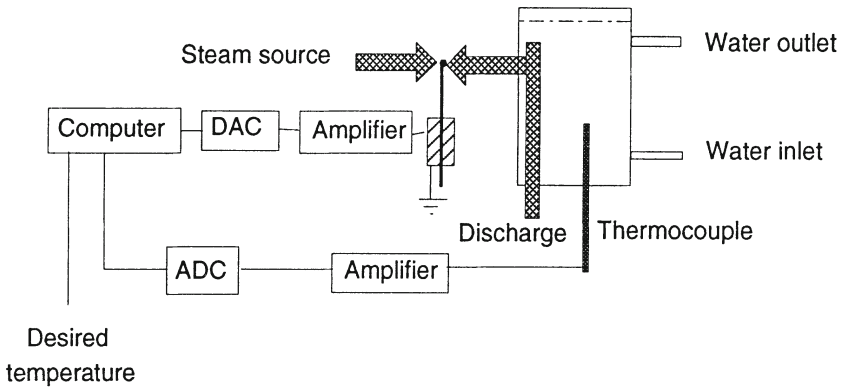 Steam source
Water outlet
Computer
DAC
Amplifier
Water inlet
Discharge
Thermocouple
ADC
Amplifier
Desired
temperature